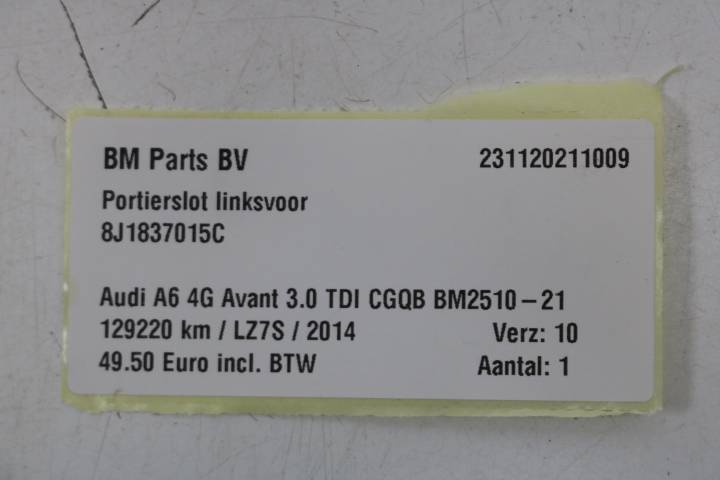 BM Parts BV 231120211009
Portierslot linksvoor
8J1837015C
Audi A6 4G Avant 3.0 TDI CGQB BM2510-21
129220 km / LZ7S / 2014 Verz: 10
49.50 Euro incl. BTW Aantal: 1